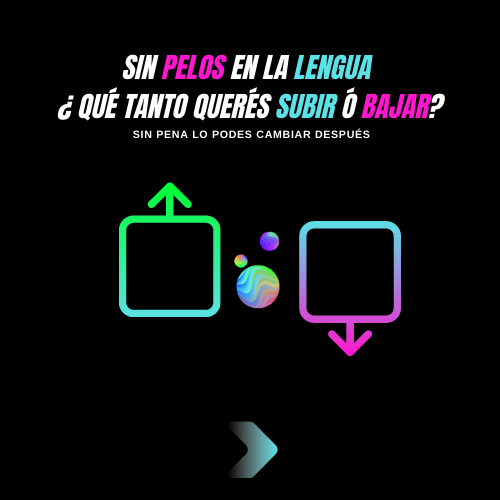 SIN PELOS EN LA LENGUA
¿ QUÉ TANTO QUERÉS SUBIR Ó BAJAR?
SIN PENA LO PODES CAMBIAR DESPUÉS